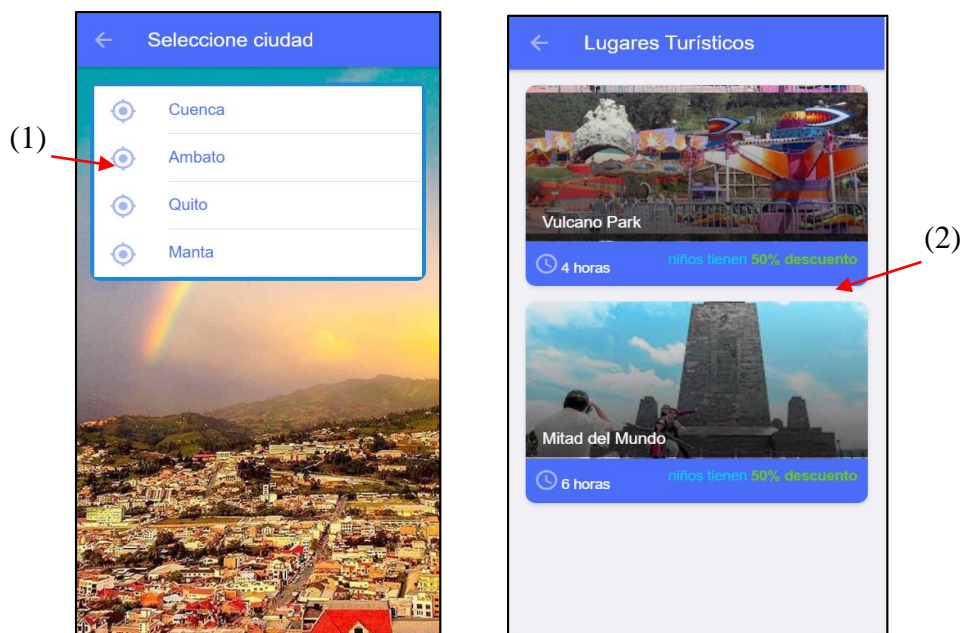 Seleccione ciudad
(1)
Cuenca
Ambato
Quito
Manta
Lugares Turísticos
Vulcano Park
4 horas
niños tienen 50% descuento
(2)
Mitad del Mundo
6 horas
niños tienen 50% descuento